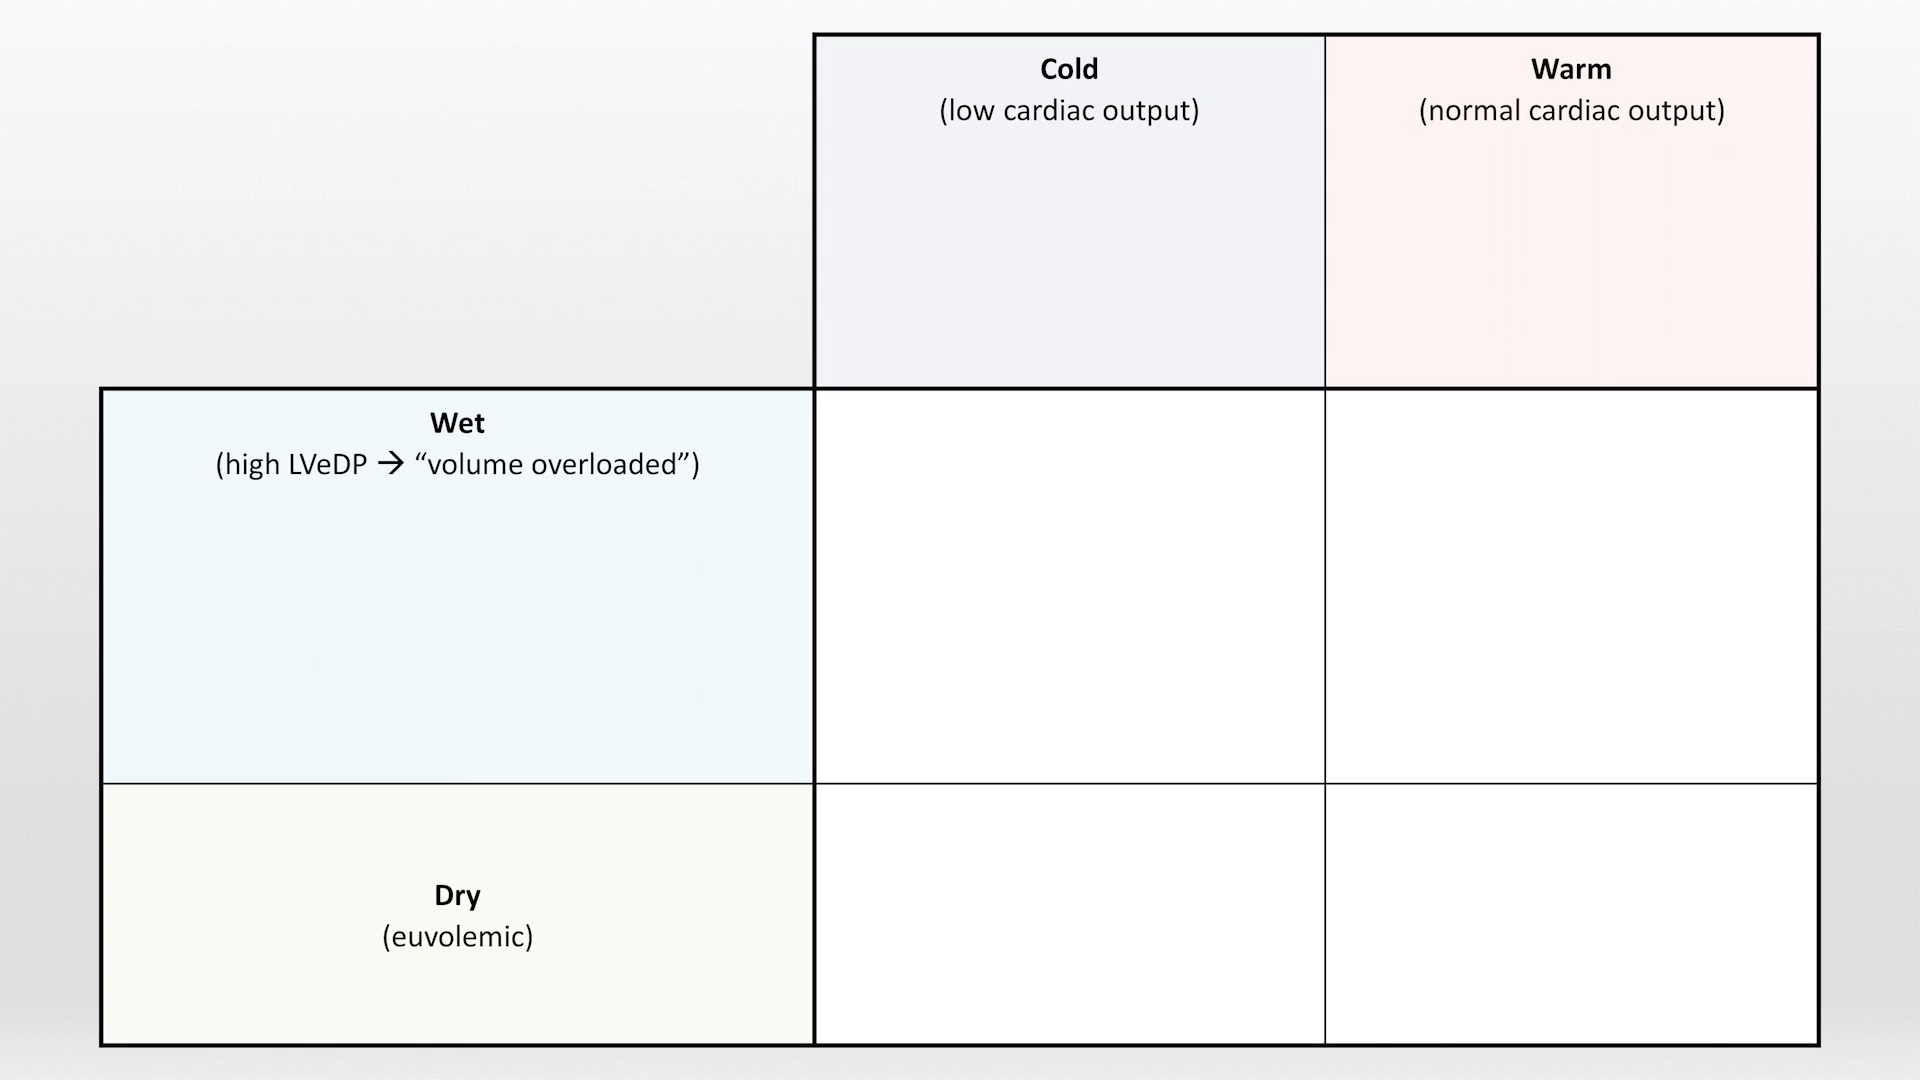 Cold
(low cardiac output)
Warm
(normal cardiac output)
Wet
(high LVeDP → “volume overloaded”)
Dry
(euvolemic)